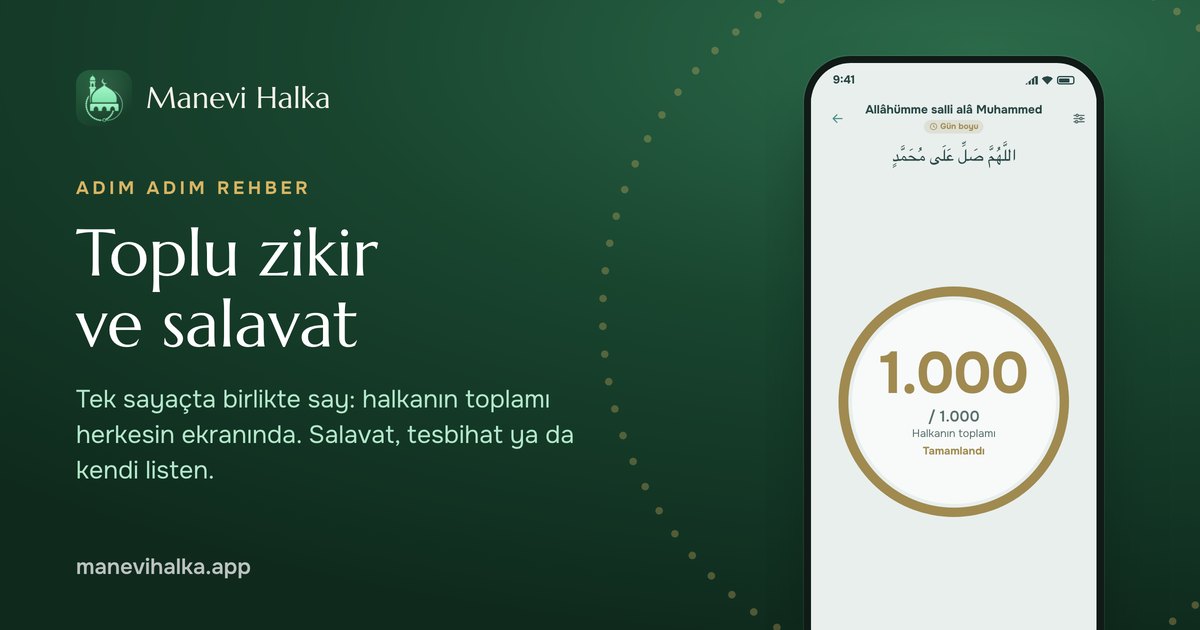 Manevi Halka
ADIM ADIM REHBER
Toplu zikir
ve salavat
Tek sayaçta birlikte say: halkanın toplamı
herkesin ekranında. Salavat, tesbihat ya da
kendi listen.
manevihalka.app
9:41
Allâhümme salli alâ Muhammed
Gün boyu
اللَّهُمَّ صَلِّ عَلَى مُحَمَّدٍ
1.000
/ 1.000
Halkanın toplamı
Tamamlandı